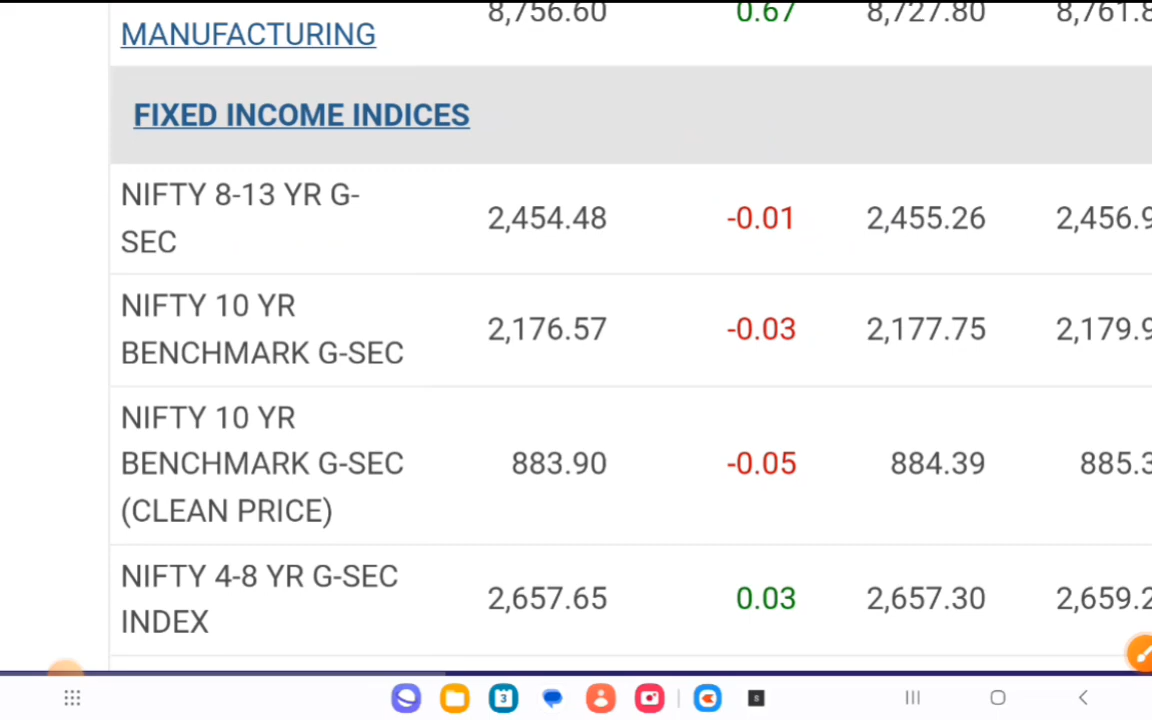 8,756.60 0.67 8,727.80 8,761.8
MANUFACTURING
FIXED INCOME INDICES
NIFTY 8-13 YR G-
SEC
2,454.48 -0.01 2,455.26 2,456.9
NIFTY 10 YR
BENCHMARK G-SEC
2,176.57 -0.03 2,177.75 2,179.9
NIFTY 10 YR
BENCHMARK G-SEC
(CLEAN PRICE)
883.90 -0.05 884.39 885.3
NIFTY 4-8 YR G-SEC
INDEX
2,657.65 0.03 2,657.30 2,659.2
3